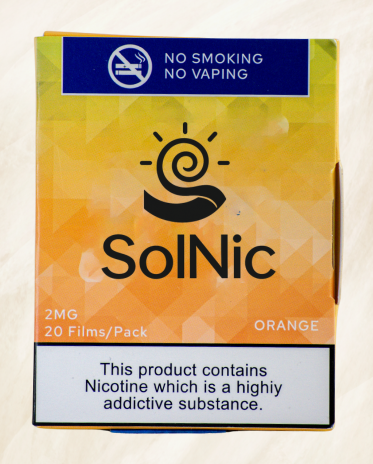 NO SMOKING
NO VAPING
SolNic
2MG
20 Films/Pack
ORANGE
This product contains
Nicotine which is a highiy
addictive substance.